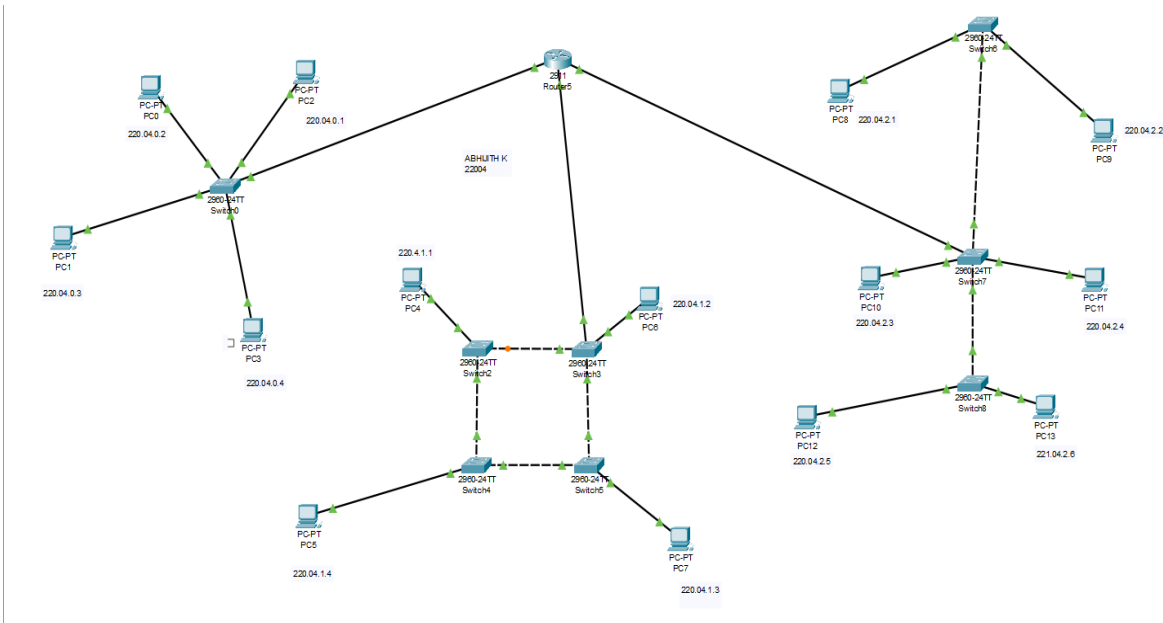 2960-24TT
Switch6
2911
Router5
PC-PT
PC0
220.04.0.2
PC-PT
PC2
220.04.0.1
PC-PT
PC8
220.04.2.1
PC-PT
PC9
220.04.2.2
ABHIJITH K
22004
2960-24TT
Switch0
PC-PT
PC1
220.04.0.3
PC-PT
PC3
220.04.0.4
220.4.1.1
PC-PT
PC4
PC-PT
PC6
220.04.1.2
2960-24TT
Switch7
PC-PT
PC10
220.04.2.3
PC-PT
PC11
220.04.2.4
2960-24TT
Switch2
2960-24TT
Switch3
2960-24TT
Switch8
PC-PT
PC12
220.04.2.5
PC-PT
PC13
221.04.2.6
2960-24TT
Switch4
2960-24TT
Switch5
PC-PT
PC5
220.04.1.4
PC-PT
PC7
220.04.1.3